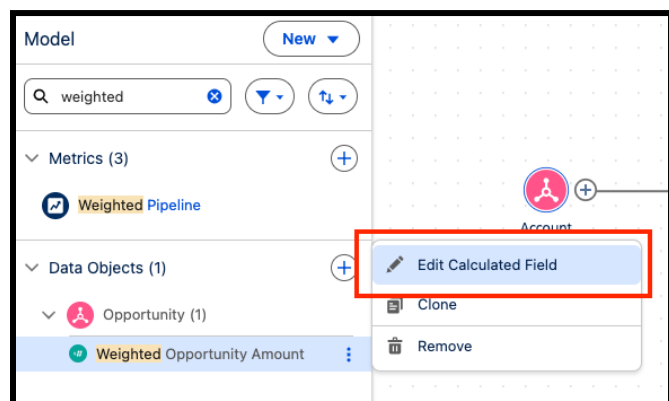 Model
New
weighted
Metrics (3)
Weighted Pipeline
Account
Data Objects (1)
Edit Calculated Field
Opportunity (1)
Clone
Weighted Opportunity Amount
Remove